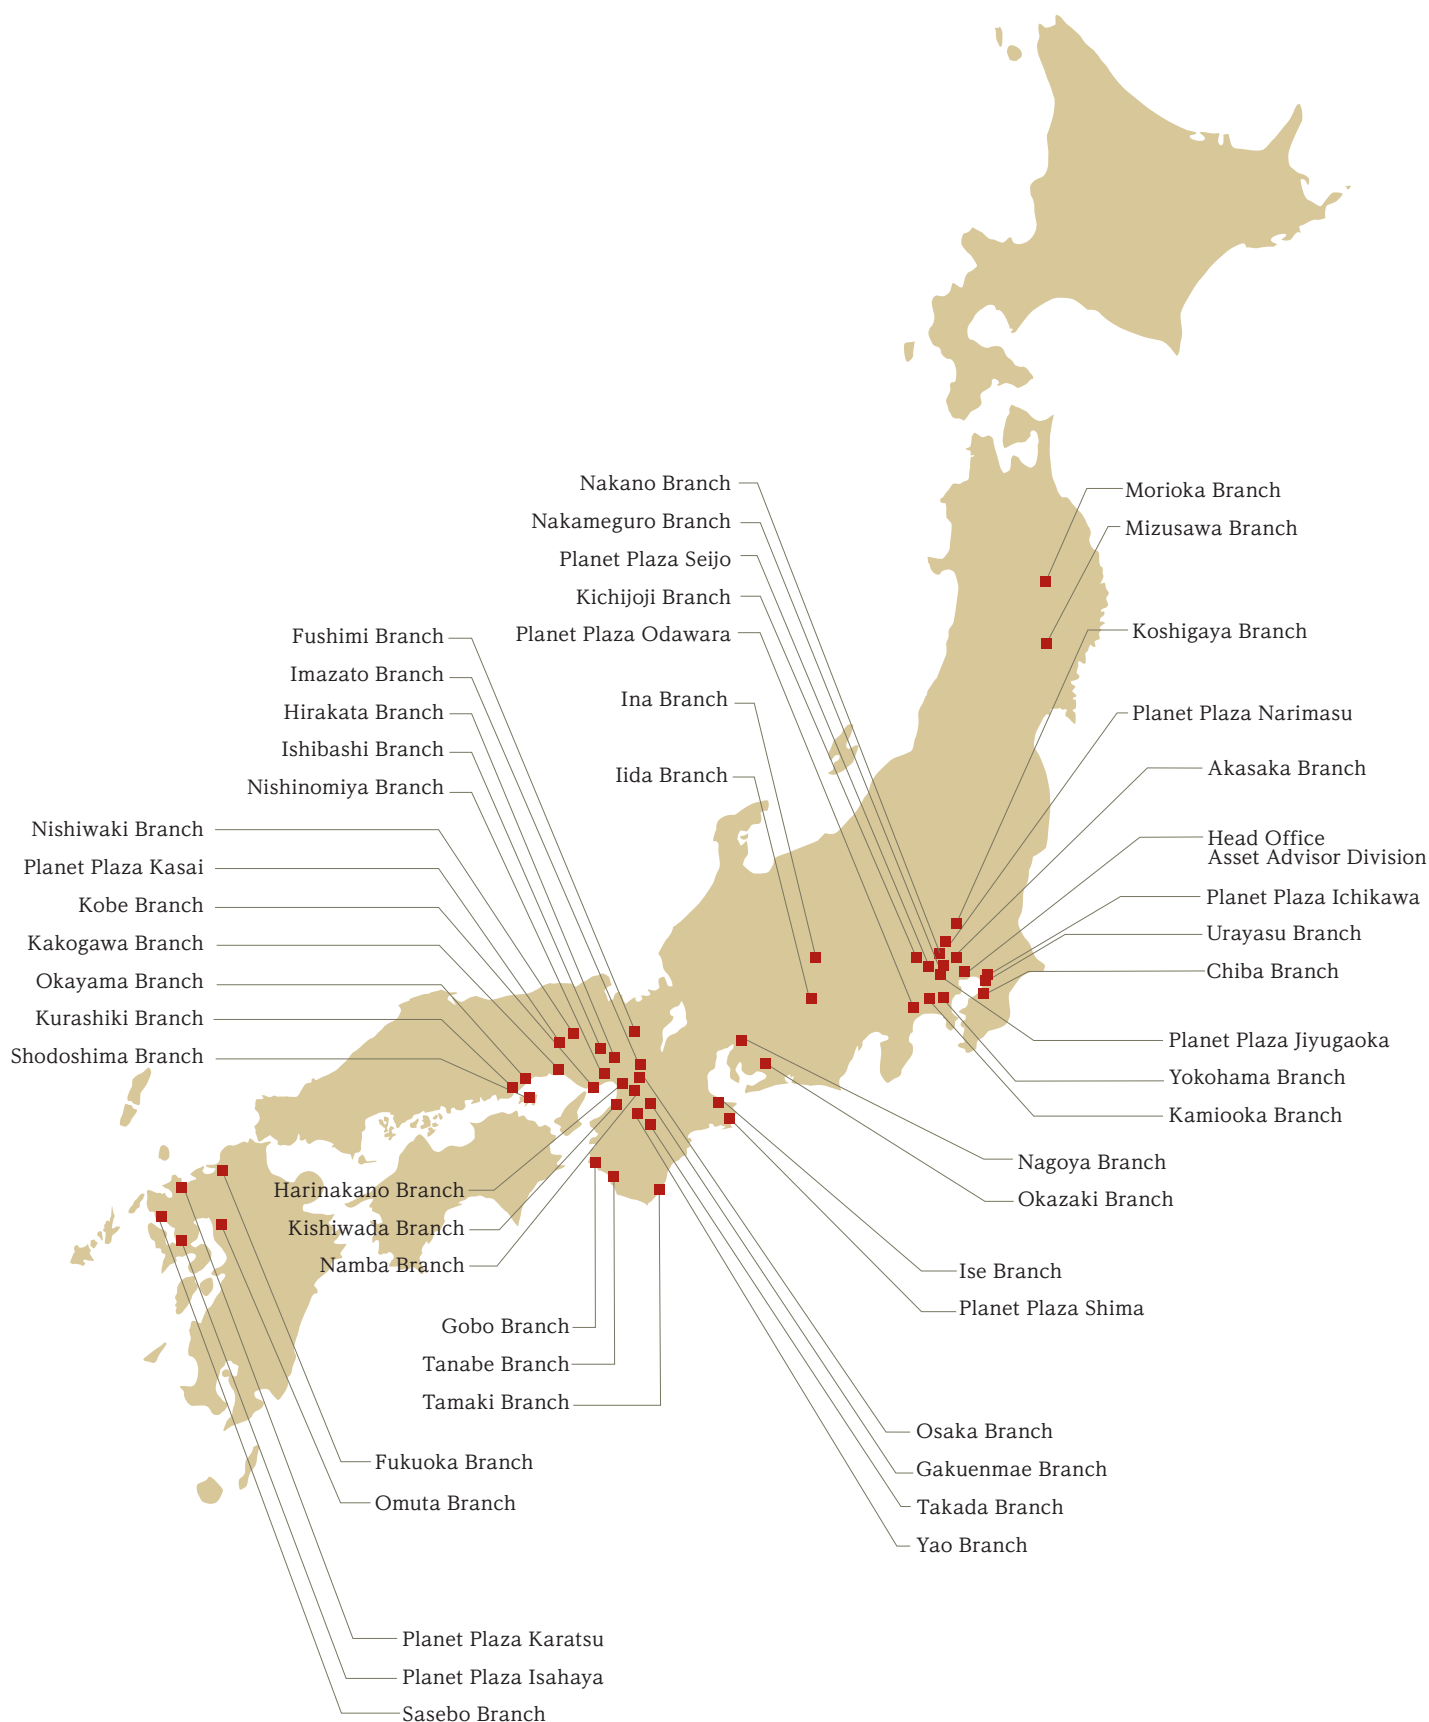 Nakano Branch
Nakameguro Branch
Planet Plaza Seijo
Kichijoji Branch
Planet Plaza Odawara
Morioka Branch
Mizusawa Branch
Koshigaya Branch
Planet Plaza Narimasu
Akasaka Branch
Head Office
Asset Advisor Division
Planet Plaza Ichikawa
Urayasu Branch
Chiba Branch
Planet Plaza Jiyugaoka
Yokohama Branch
Kamiooka Branch
Ina Branch
Iida Branch
Fushimi Branch
Imazato Branch
Hirakata Branch
Ishibashi Branch
Nishinomiya Branch
Nishiwaki Branch
Planet Plaza Kasai
Kobe Branch
Kakogawa Branch
Okayama Branch
Kurashiki Branch
Shodoshima Branch
Nagoya Branch
Okazaki Branch
Ise Branch
Planet Plaza Shima
Harinakano Branch
Kishiwada Branch
Namba Branch
Gobo Branch
Tanabe Branch
Tamaki Branch
Osaka Branch
Gakuenmae Branch
Takada Branch
Yao Branch
Fukuoka Branch
Omuta Branch
Planet Plaza Karatsu
Planet Plaza Isahaya
Sasebo Branch